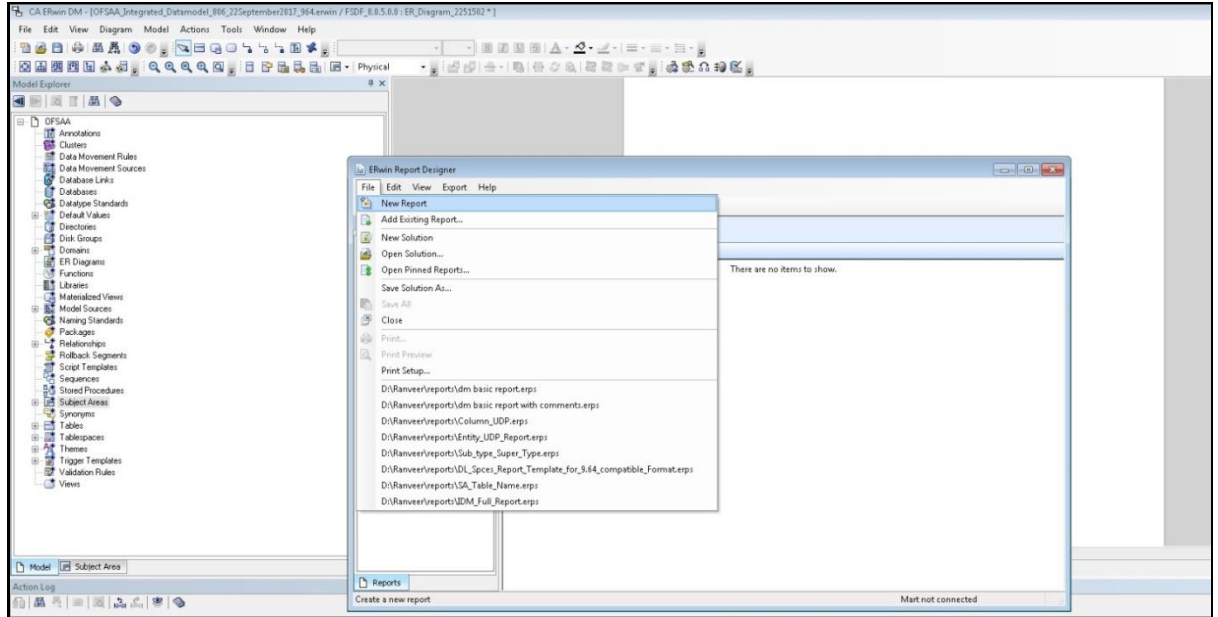 CA ERwin DM - [OFSAA_Integrated_Datamodel_806_22September2017_964.erwin / FSDF_8.0.5.0.0 : ER_Diagram_2251502 * ]
File Edit View Diagram Model Actions Tools Window Help
Physical
Model Explorer
OFSAA
Annotations
Clusters
Data Movement Rules
Data Movement Sources
Database Links
Databases
Datatype Standards
Default Values
Directories
Disk Groups
Domains
ER Diagrams
Functions
Libraries
Materialized Views
Model Sources
Naming Standards
Packages
Relationships
Rollback Segments
Script Templates
Sequences
Stored Procedures
Subject Areas
Synonyms
Tables
Tablespaces
Themes
Trigger Templates
Validation Rules
Views
Model Subject Area
Action Log
ERwin Report Designer
File Edit View Export Help
New Report
Add Existing Report...
New Solution
Open Solution...
Open Pinned Reports...
Save Solution As...
Save All
Close
Print...
Print Preview
Print Setup...
D:\Ranveer\reports\dm basic report.erps
D:\Ranveer\reports\dm basic report with comments.erps
D:\Ranveer\reports\Column_UDP.erps
D:\Ranveer\reports\Entity_UDP_Report.erps
D:\Ranveer\reports\Sub_type_Super_Type.erps
D:\Ranveer\reports\DL_Spces_Report_Template_for_9.64_compatible_Format.erps
D:\Ranveer\reports\SA_Table_Name.erps
D:\Ranveer\reports\IDM_Full_Report.erps
There are no items to show.
Reports
Create a new report
Mart not connected